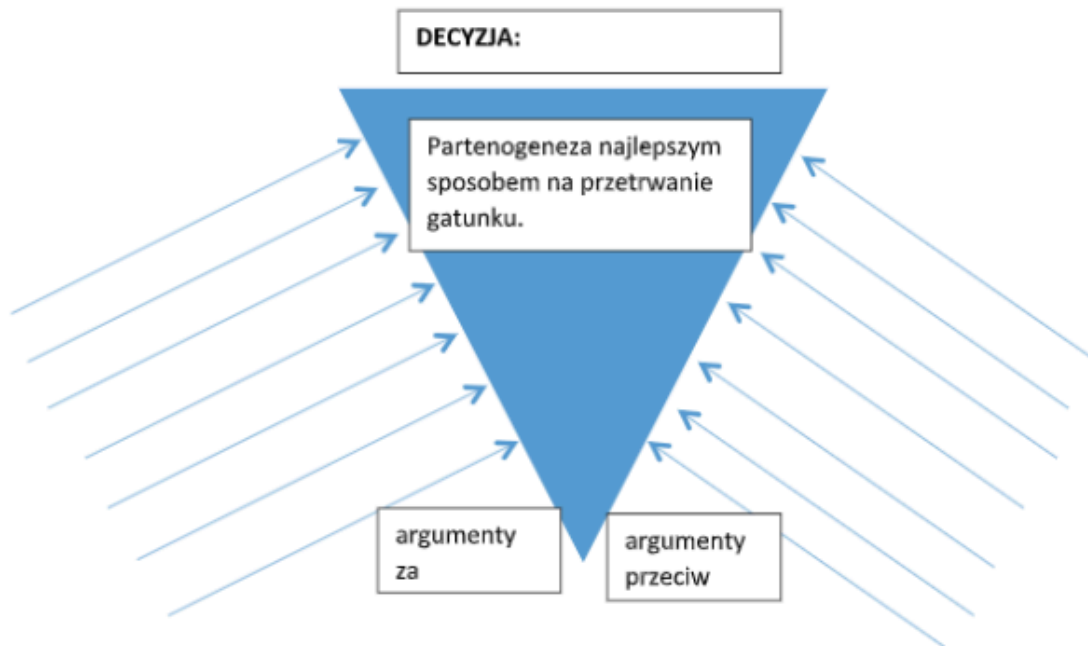 DECYZJA:
Partenogeneza najlepszym
sposobem na przetrwanie
gatunku.
argumenty
za
argumenty
przeciw